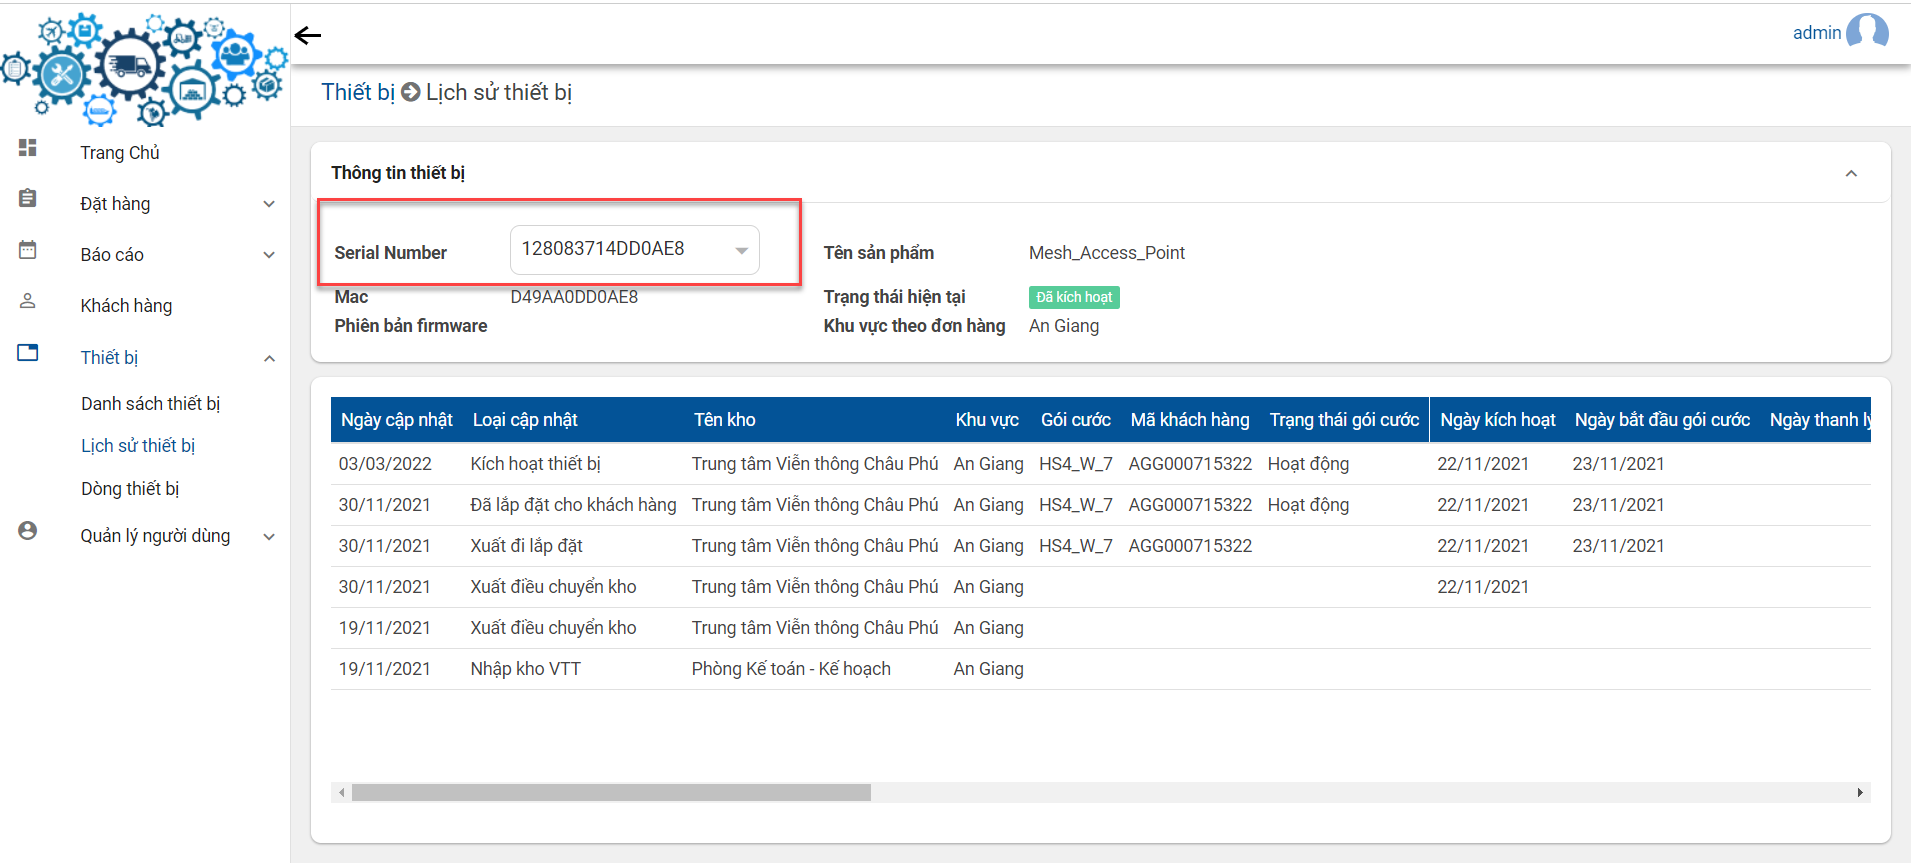 admin
Thiết bị Lịch sử thiết bị
Trang Chủ
Đặt hàng
Báo cáo
Khách hàng
Thiết bị
Danh sách thiết bị
Lịch sử thiết bị
Dòng thiết bị
Quản lý người dùng
Thông tin thiết bị
Serial Number 128083714DD0AE8 Tên sản phẩm Mesh_Access_Point
Mac D49AA0DD0AE8 Trạng thái hiện tại Đã kích hoạt
Phiên bản firmware Khu vực theo đơn hàng An Giang
Ngày cập nhật Loại cập nhật Tên kho Khu vực Gói cước Mã khách hàng Trạng thái gói cước Ngày kích hoạt Ngày bắt đầu gói cước Ngày thanh lý
03/03/2022 Kích hoạt thiết bị Trung tâm Viễn thông Châu Phú An Giang HS4_W_7 AGG000715322 Hoạt động 22/11/2021 23/11/2021
30/11/2021 Đã lắp đặt cho khách hàng Trung tâm Viễn thông Châu Phú An Giang HS4_W_7 AGG000715322 Hoạt động 22/11/2021 23/11/2021
30/11/2021 Xuất đi lắp đặt Trung tâm Viễn thông Châu Phú An Giang HS4_W_7 AGG000715322 22/11/2021 23/11/2021
30/11/2021 Xuất điều chuyển kho Trung tâm Viễn thông Châu Phú An Giang 22/11/2021
19/11/2021 Xuất điều chuyển kho Trung tâm Viễn thông Châu Phú An Giang
19/11/2021 Nhập kho VTT Phòng Kế toán - Kế hoạch An Giang